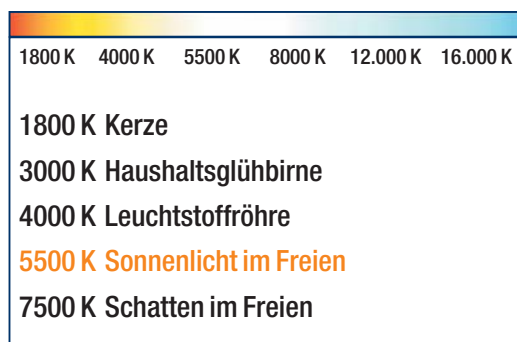 1800 K 4000 K 5500 K 8000 K 12.000 K 16.000 K
1800 K Kerze
3000 K Haushaltsglühbirne
4000 K Leuchtstoffröhre
5500 K Sonnenlicht im Freien
7500 K Schatten im Freien